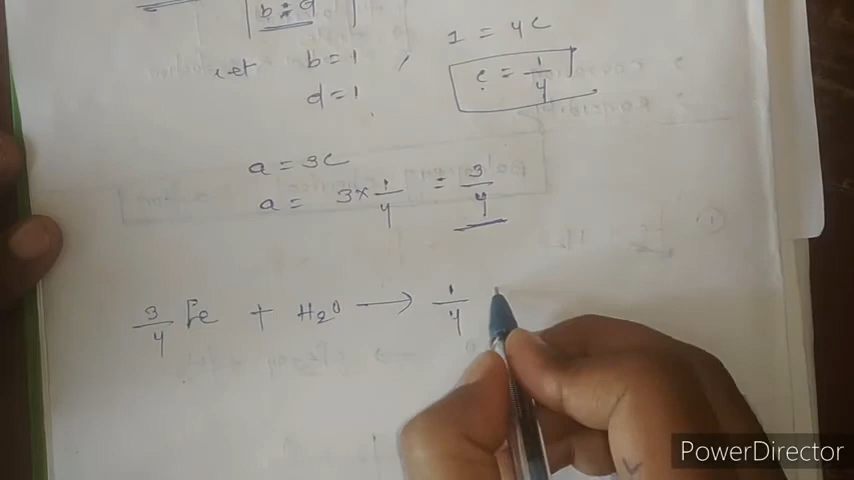 b = d
Let b = 1 , 1 = 4c
d = 1 c = 1/4
a = 3c
a = 3 × 1/4 = 3/4
3/4 Fe + H2O → 1/4
PowerDirector